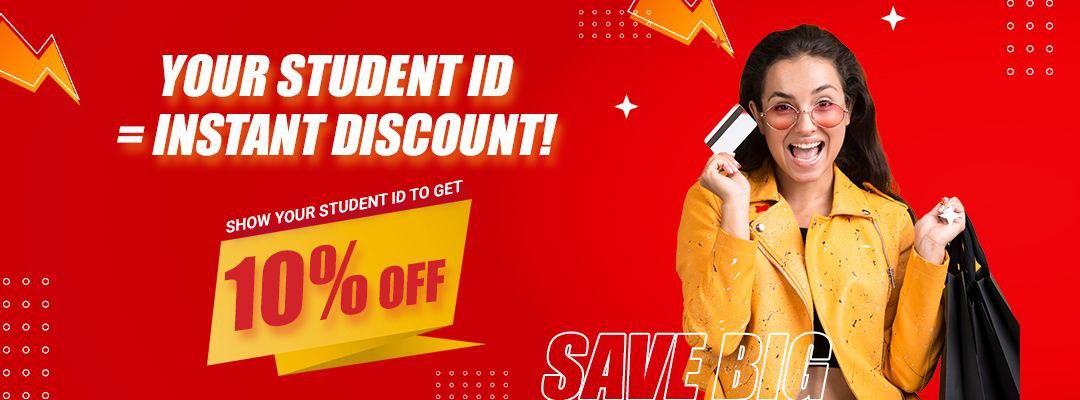 YOUR STUDENT ID
= INSTANT DISCOUNT!
SHOW YOUR STUDENT ID TO GET
10% OFF
SAVE BIG